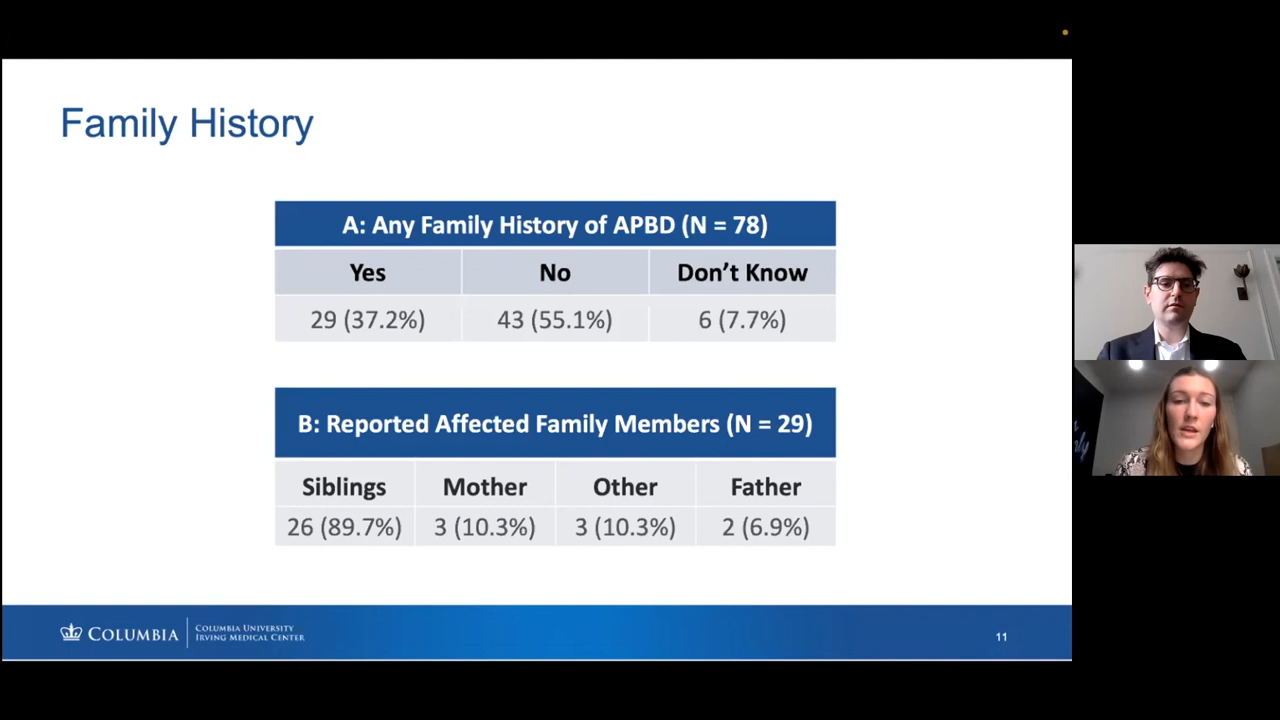 Family History
A: Any Family History of APBD (N = 78)
Yes No Don't Know
29 (37.2%) 43 (55.1%) 6 (7.7%)
B: Reported Affected Family Members (N = 29)
Siblings Mother Other Father
26 (89.7%) 3 (10.3%) 3 (10.3%) 2 (6.9%)
COLUMBIA
COLUMBIA UNIVERSITY
IRVING MEDICAL CENTER
11